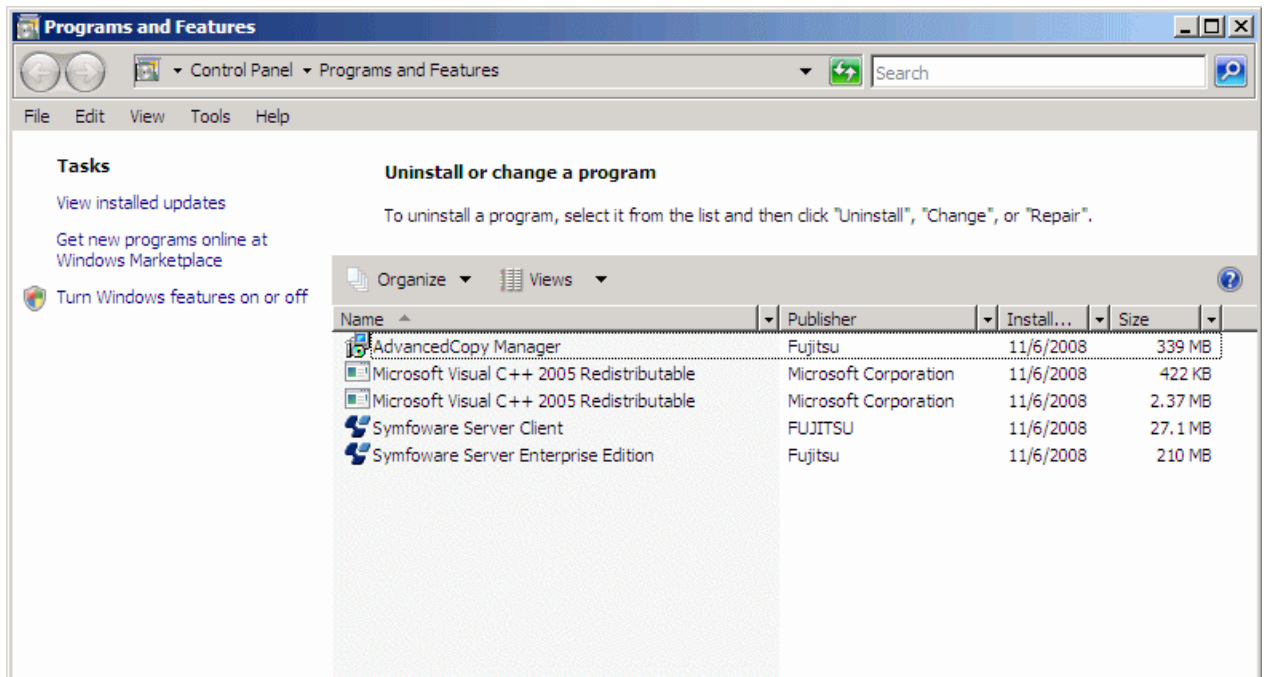 Programs and Features
Control Panel Programs and Features
Search
File Edit View Tools Help
Tasks
View installed updates
Get new programs online at
Windows Marketplace
Turn Windows features on or off
Uninstall or change a program
To uninstall a program, select it from the list and then click "Uninstall", "Change", or "Repair".
Organize Views
Name Publisher Install... Size
AdvancedCopy Manager Fujitsu 11/6/2008 339 MB
Microsoft Visual C++ 2005 Redistributable Microsoft Corporation 11/6/2008 422 KB
Microsoft Visual C++ 2005 Redistributable Microsoft Corporation 11/6/2008 2.37 MB
Symfoware Server Client FUJITSU 11/6/2008 27.1 MB
Symfoware Server Enterprise Edition Fujitsu 11/6/2008 210 MB